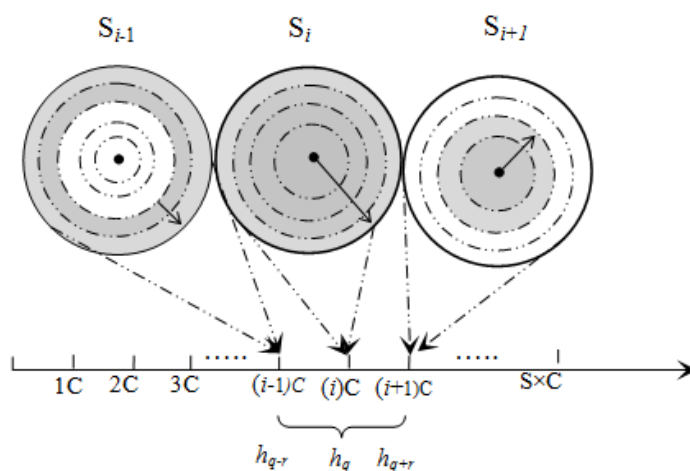 S_{i-1} S_i S_{i+1}
..... .....
1C 2C 3C (i-1)C (i)C (i+1)C S×C
h_{q-r} h_q h_{q+r}